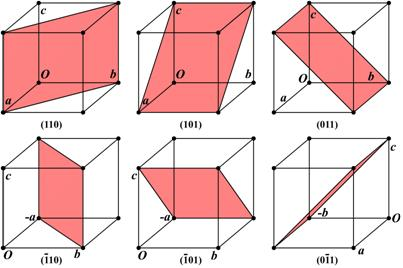 c c c
O b O b O b
a a a
(110) (101) (011)
c c c
-a -a -b O
O b O b a
(1̄10) (1̄01) (01̄1)